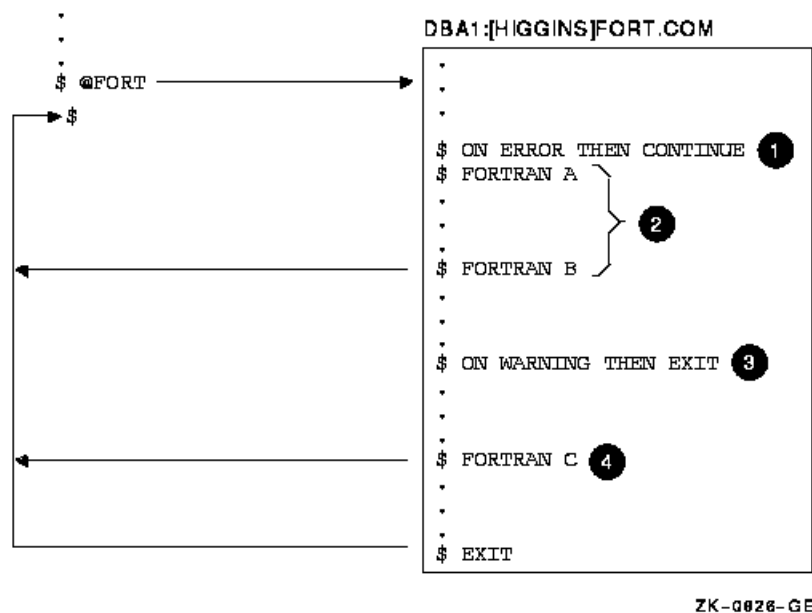 DBA1:[HIGGINS]FORT.COM
$ @FORT
$
$ ON ERROR THEN CONTINUE 1
$ FORTRAN A
2
$ FORTRAN B
$ ON WARNING THEN EXIT 3
$ FORTRAN C 4
$ EXIT
ZK-0826-GE